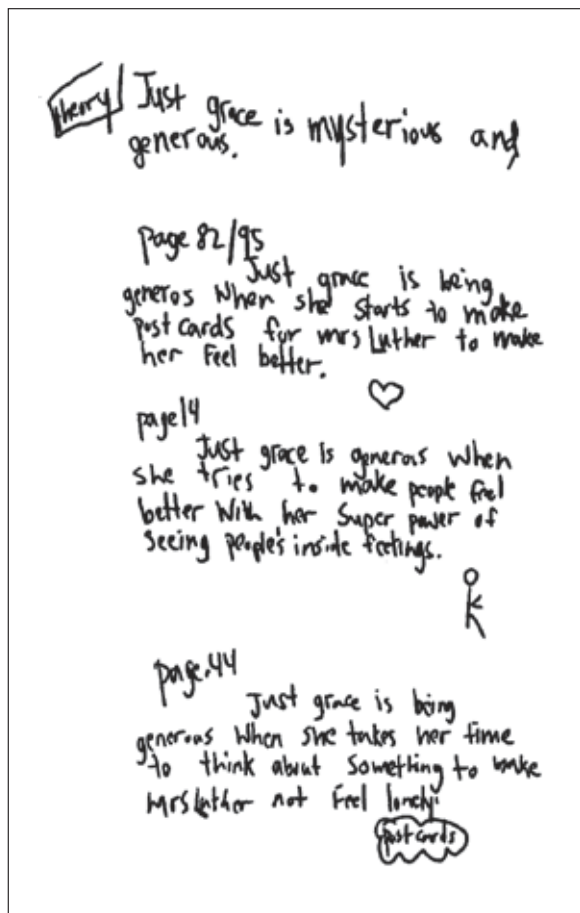 theory
Just grace is mysterious and
generous.
page 82/95
Just grace is being
generos when she starts to make
post cards for mrs Luther to make
her feel better.
page 14
Just grace is generous when
she tries to make people feel
better with her super power of
seeing people's inside feelings.
page.44
Just grace is being
generous when she takes her time
to think about something to make
mrs Luther not feel lonely.
post cards